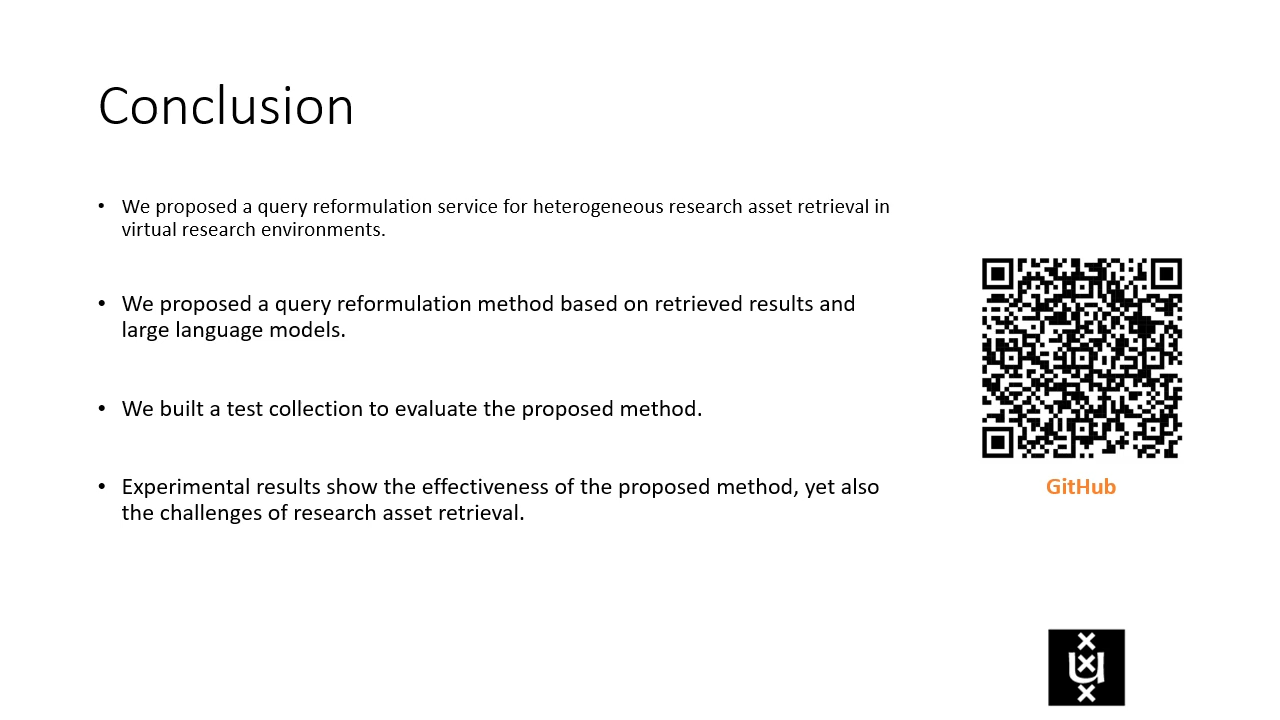 Conclusion
• We proposed a query reformulation service for heterogeneous research asset retrieval in
virtual research environments.
• We proposed a query reformulation method based on retrieved results and
large language models.
• We built a test collection to evaluate the proposed method.
• Experimental results show the effectiveness of the proposed method, yet also
the challenges of research asset retrieval.
GitHub